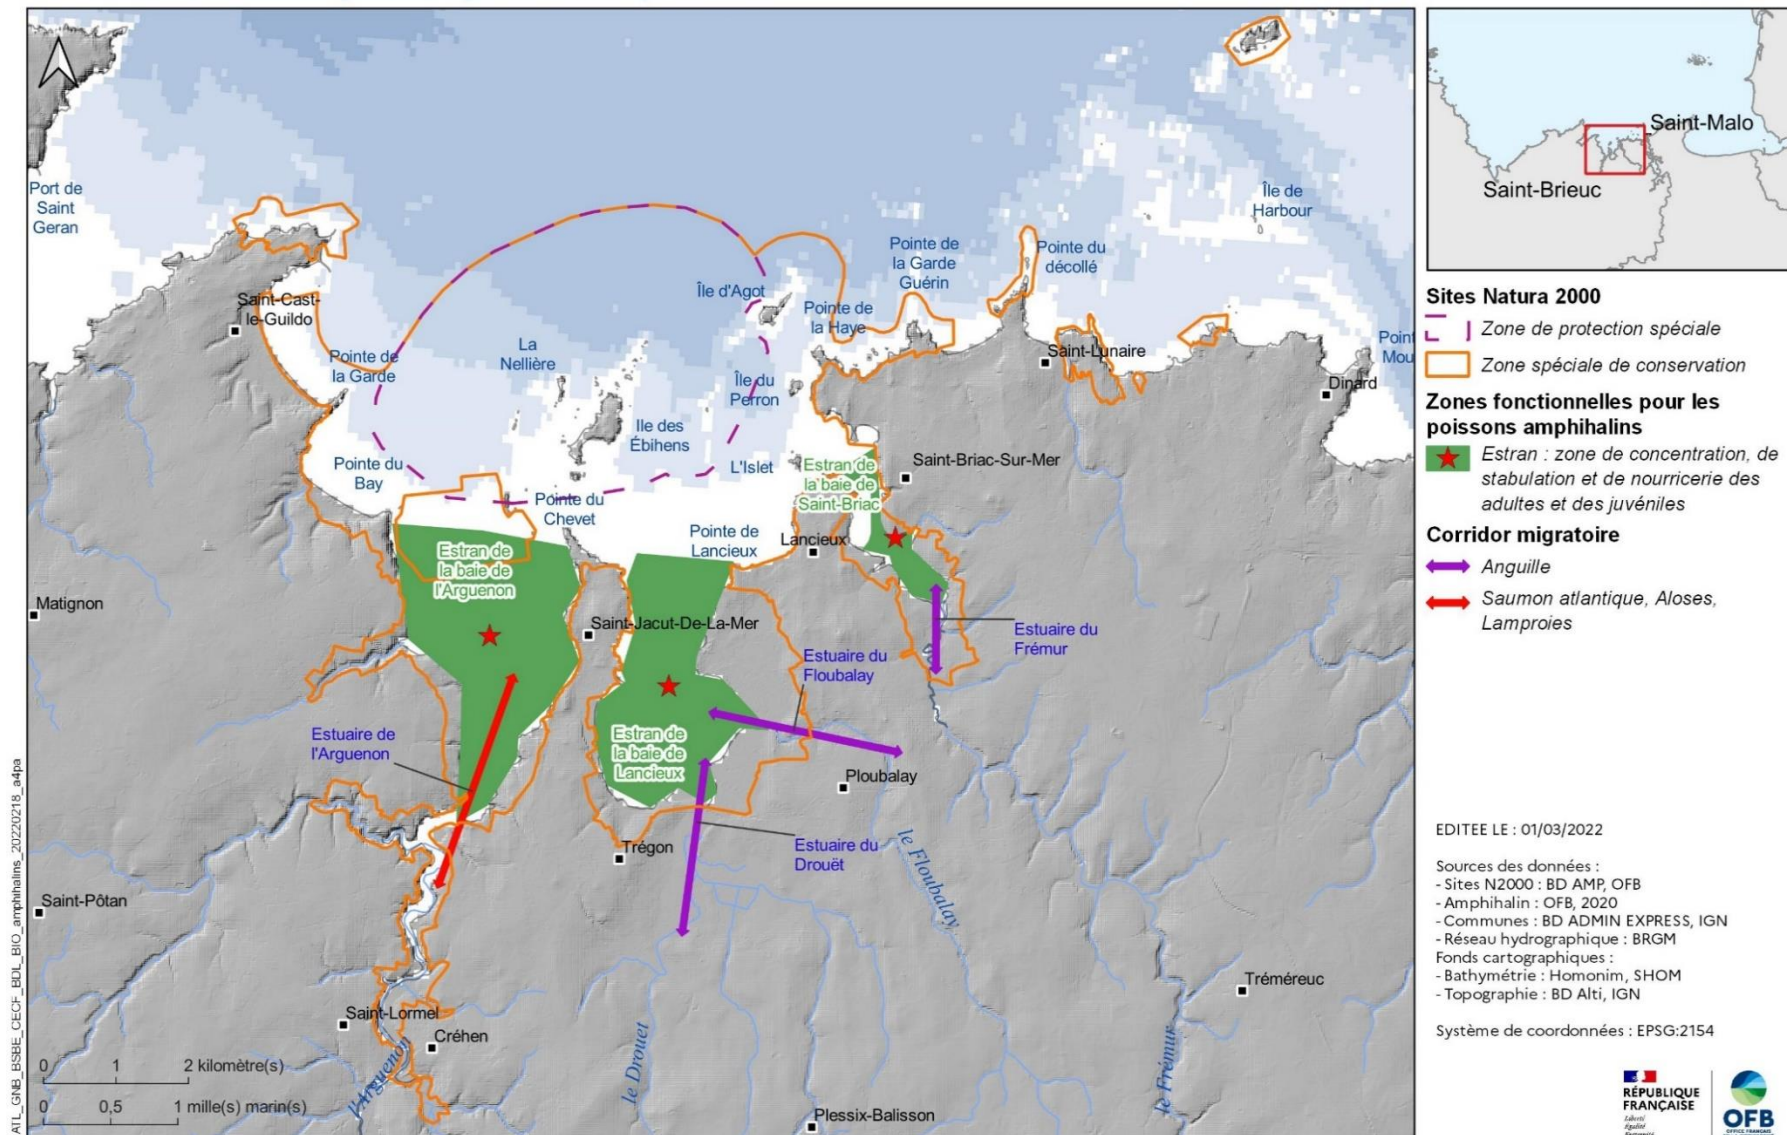 Port de
Saint
Geran
Saint-Cast-
le-Guildo
Pointe de
la Garde
La
Nellière
Île d'Agot
Pointe de
la Haye
Pointe de
la Garde
Guérin
Pointe du
décollé
Île de
Harbour
Saint-Lunaire
Point
Mou
Dinard
Île du
Perron
Ile des
Ébihens
L'Islet
Pointe du
Bay
Pointe du
Chevet
Estran de
la baie de
Saint-Briac
Saint-Briac-Sur-Mer
Pointe de
Lancieux
Lancieux
Estran de
la baie de
l'Arguenon
Matignon
Saint-Jacut-De-La-Mer
Estuaire du
Frémur
Estuaire du
Floubalay
Estuaire de
l'Arguenon
Estran de
la baie de
Lancieux
Ploubalay
Trégon
Estuaire du
Drouët
le Floubalay
Saint-Pôtan
Tréméreuc
Saint-Lormel
Créhen
l'Arguenon
le Drouet
le Frémur
Plessix-Balisson
0 1 2 kilomètre(s)
0 0,5 1 mille(s) marin(s)
ATL_GNB_BSBE_CECF_BDL_BIO_amphihalins_20220218_a4pa
Saint-Malo
Saint-Brieuc
Sites Natura 2000
Zone de protection spéciale
Zone spéciale de conservation
Zones fonctionnelles pour les
poissons amphihalins
Estran : zone de concentration, de
stabulation et de nourricerie des
adultes et des juvéniles
Corridor migratoire
Anguille
Saumon atlantique, Aloses,
Lamproies
EDITEE LE : 01/03/2022
Sources des données :
- Sites N2000 : BD AMP, OFB
- Amphihalin : OFB, 2020
- Communes : BD ADMIN EXPRESS, IGN
- Réseau hydrographique : BRGM
Fonds cartographiques :
- Bathymétrie : Homonim, SHOM
- Topographie : BD Alti, IGN
Système de coordonnées : EPSG:2154
RÉPUBLIQUE
FRANÇAISE
Liberté
Égalité
Fraternité
OFB
OFFICE FRANÇAIS